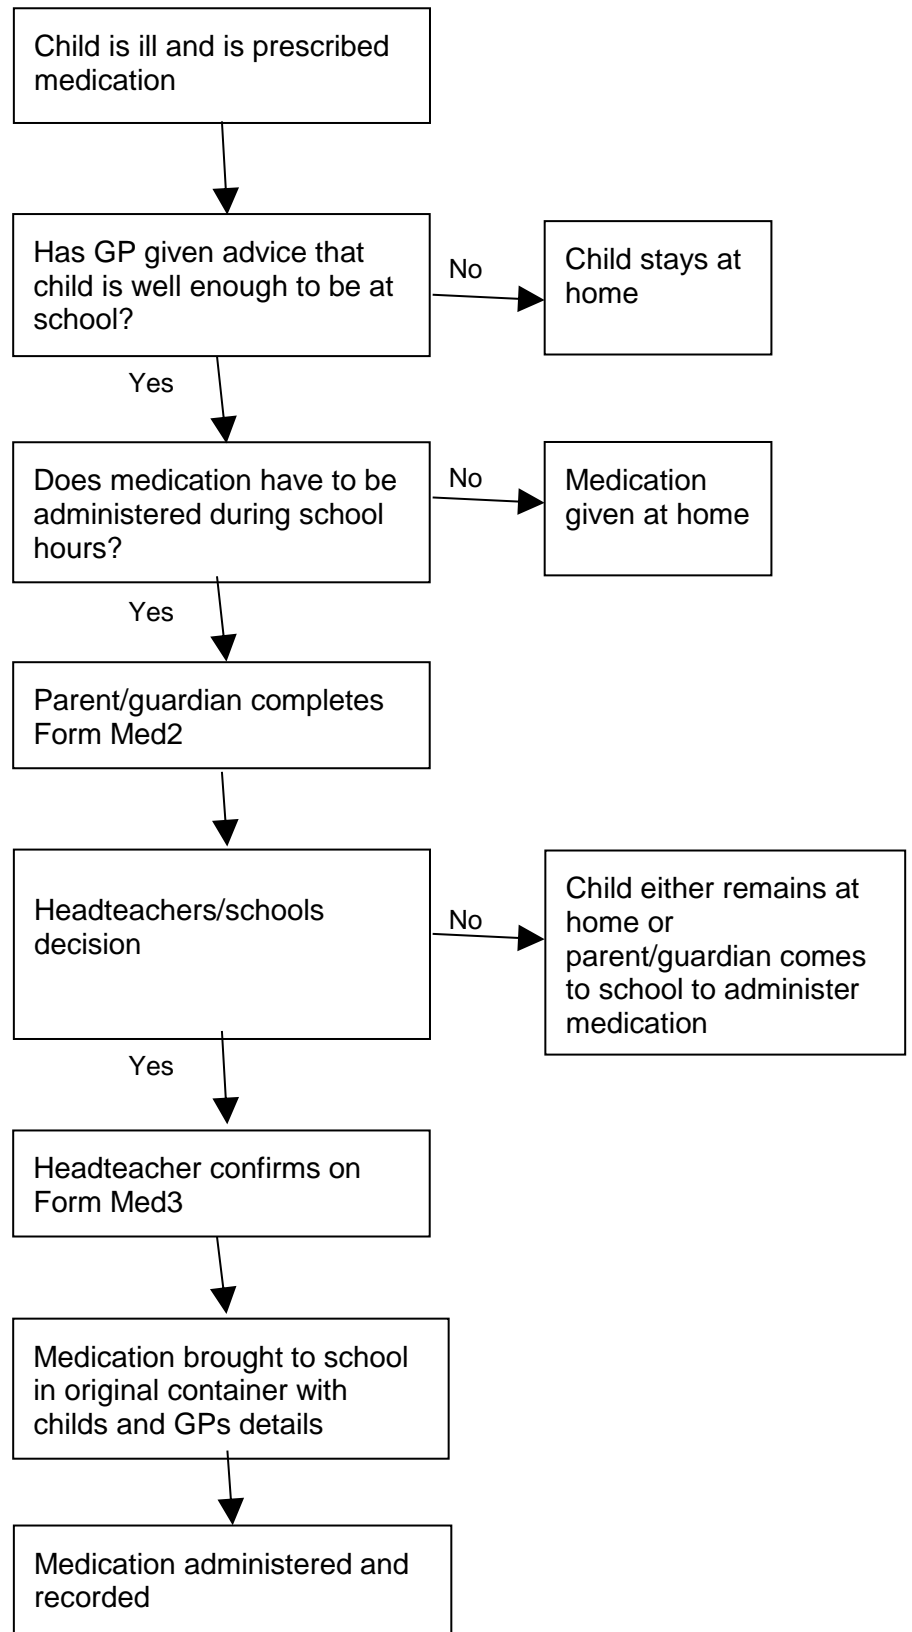 Child is ill and is prescribed
medication
Has GP given advice that
child is well enough to be at
school?
No
Child stays at
home
Yes
Does medication have to be
administered during school
hours?
No
Medication
given at home
Yes
Parent/guardian completes
Form Med2
Headteachers/schools
decision
No
Child either remains at
home or
parent/guardian comes
to school to administer
medication
Yes
Headteacher confirms on
Form Med3
Medication brought to school
in original container with
childs and GPs details
Medication administered and
recorded